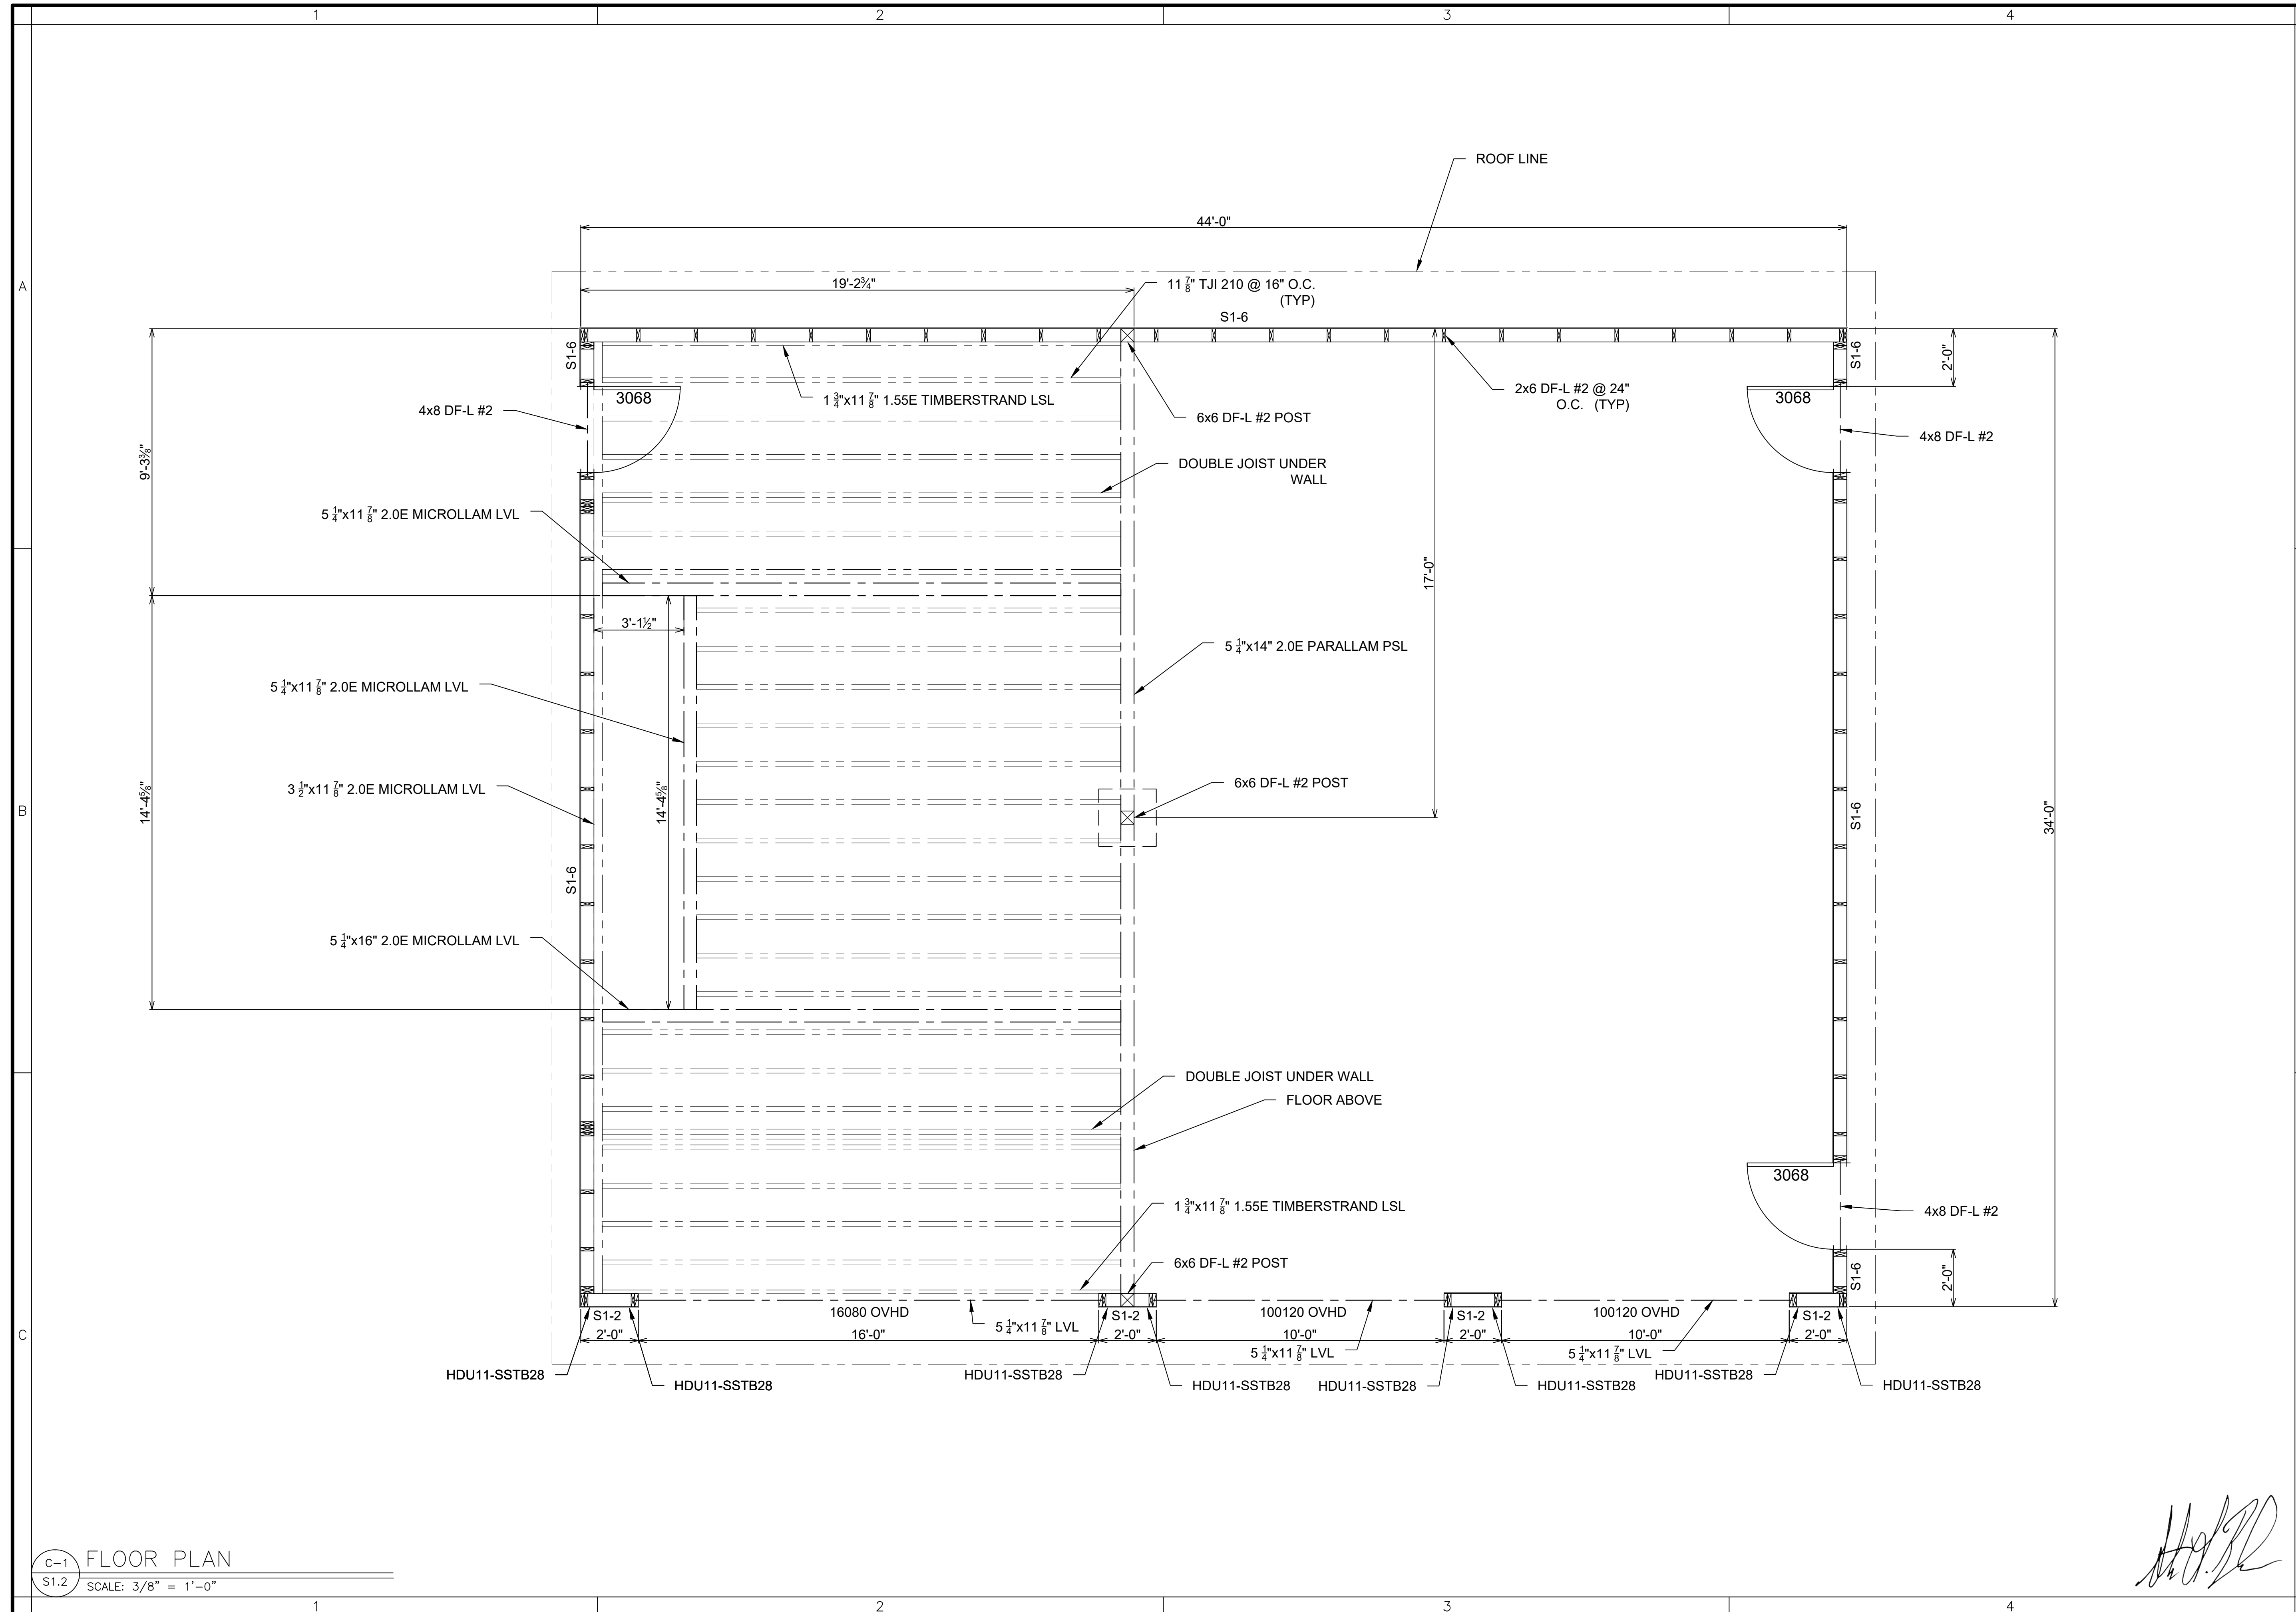 1 2 3 4
ROOF LINE
44'-0"
A
19'-2¾"
11 ⅞" TJI 210 @ 16" O.C.
(TYP)
S1-6
S1-6
S1-6
2'-0"
3068
3068
1 ¾"x11 ⅞" 1.55E TIMBERSTRAND LSL
2x6 DF-L #2 @ 24"
O.C. (TYP)
4x8 DF-L #2
6x6 DF-L #2 POST
4x8 DF-L #2
9'-3⅞"
DOUBLE JOIST UNDER
WALL
5 ¼"x11 ⅞" 2.0E MICROLLAM LVL
17'-0"
3'-1½"
5 ¼"x14" 2.0E PARALLAM PSL
5 ¼"x11 ⅞" 2.0E MICROLLAM LVL
3 ½"x11 ⅞" 2.0E MICROLLAM LVL
6x6 DF-L #2 POST
14'-4⅝"
14'-4⅝"
B
S1-6
34'-0"
S1-6
5 ¼"x16" 2.0E MICROLLAM LVL
DOUBLE JOIST UNDER WALL
FLOOR ABOVE
3068
1 ¾"x11 ⅞" 1.55E TIMBERSTRAND LSL
4x8 DF-L #2
6x6 DF-L #2 POST
S1-6
2'-0"
16080 OVHD
100120 OVHD
100120 OVHD
S1-2
S1-2
S1-2
S1-2
C
5 ¼"x11 ⅞" LVL
2'-0" 16'-0" 2'-0" 10'-0" 2'-0" 10'-0" 2'-0"
5 ¼"x11 ⅞" LVL
5 ¼"x11 ⅞" LVL
HDU11-SSTB28
HDU11-SSTB28
HDU11-SSTB28
HDU11-SSTB28
HDU11-SSTB28
HDU11-SSTB28
HDU11-SSTB28
HDU11-SSTB28
C-1
S1.2
FLOOR PLAN
SCALE: 3/8" = 1'-0"
1 2 3 4